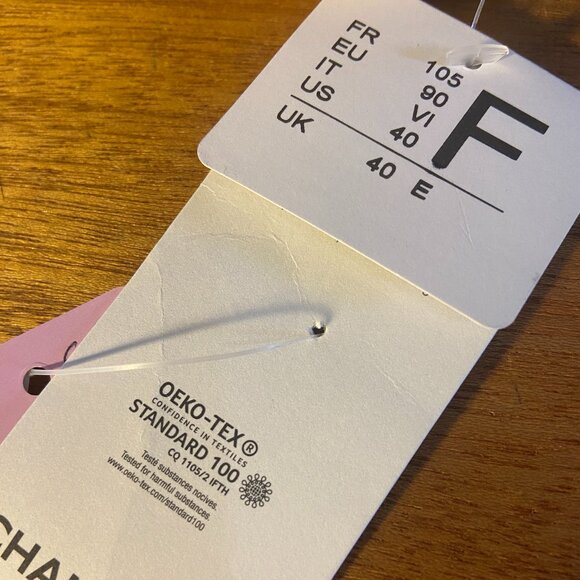 FR 105
EU 90
IT VI
US 40
F
UK 40 E
OEKO-TEX®
CONFIDENCE IN TEXTILES
STANDARD 100
CQ 1105/2 IFTH
Testé substances nocives.
Tested for harmful substances.
www.oeko-tex.com/standard100